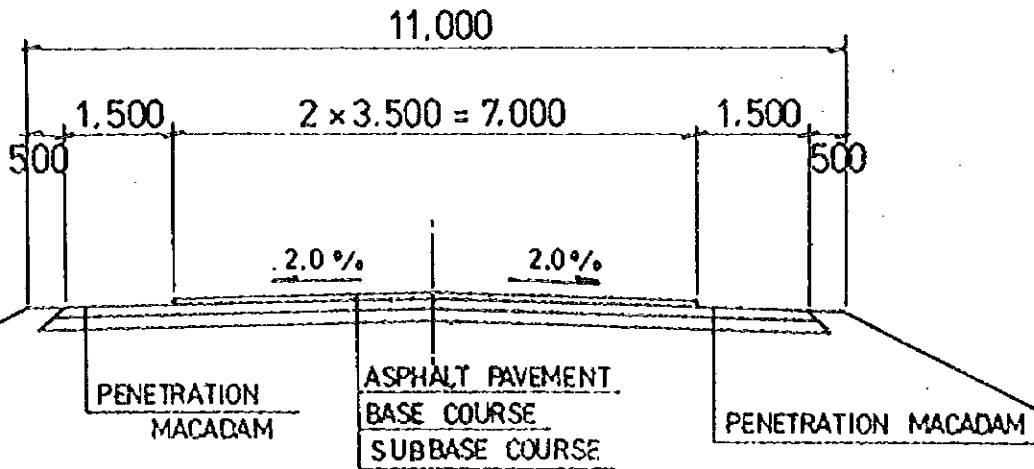 11.000
1.500 2 × 3.500 = 7.000 1.500
500 500
2.0 % 2.0 %
PENETRATION
MACADAM
ASPHALT PAVEMENT
BASE COURSE
SUBBASE COURSE
PENETRATION MACADAM